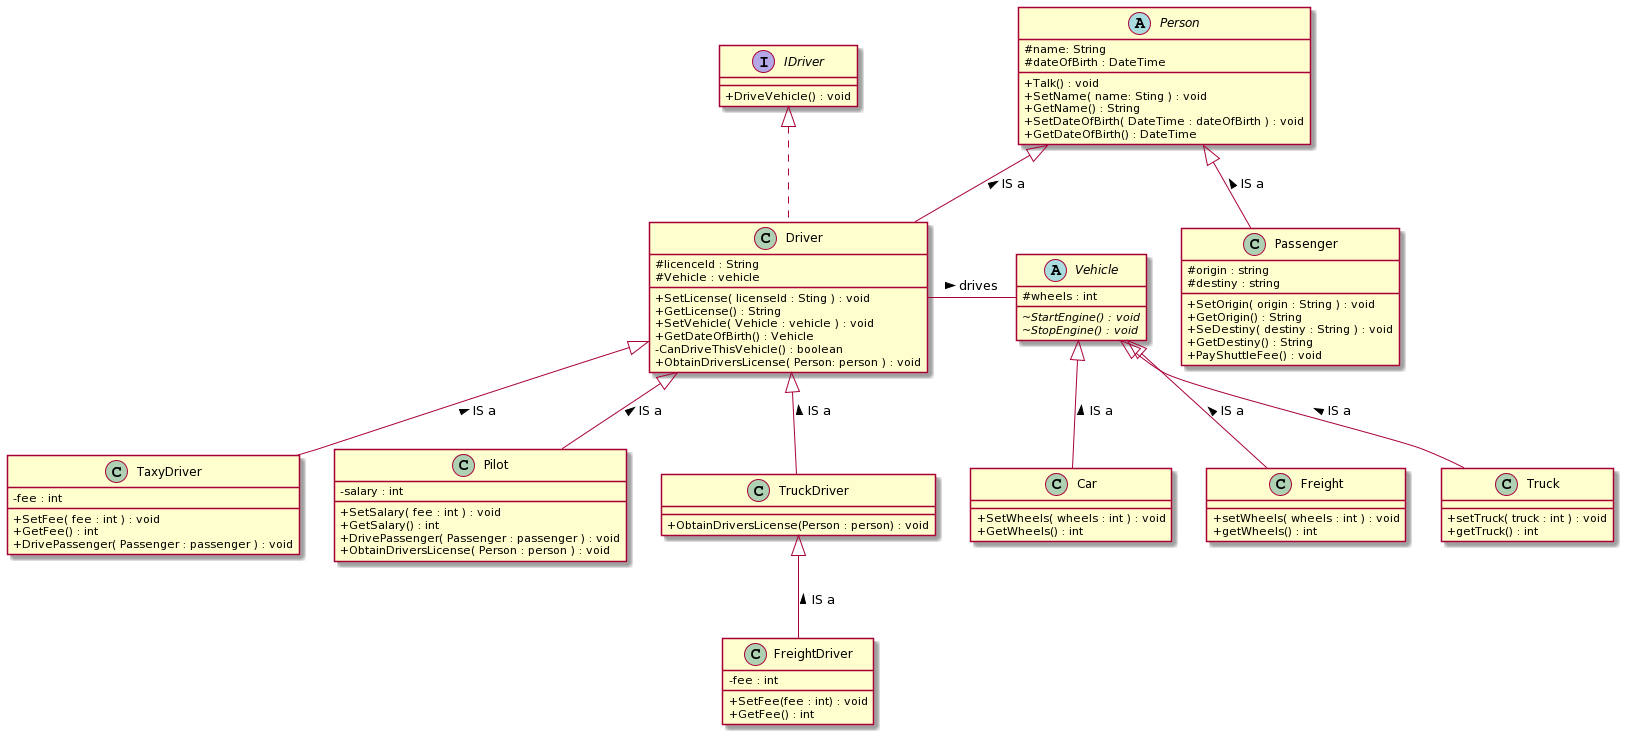 A Person
#name: String
#dateOfBirth : DateTime
+Talk() : void
+SetName( name: Sting ) : void
+GetName() : String
+SetDateOfBirth( DateTime : dateOfBirth ) : void
+GetDateOfBirth() : DateTime
I IDriver
+DriveVehicle() : void
IS a
IS a
C Driver
#licenceId : String
#Vehicle : vehicle
+SetLicense( licenseId : Sting ) : void
+GetLicense() : String
+SetVehicle( Vehicle : vehicle ) : void
+GetDateOfBirth() : Vehicle
-CanDriveThisVehicle() : boolean
+ObtainDriversLicense( Person: person ) : void
drives
A Vehicle
#wheels : int
~StartEngine() : void
~StopEngine() : void
C Passenger
#origin : string
#destiny : string
+SetOrigin( origin : String ) : void
+GetOrigin() : String
+SeDestiny( destiny : String ) : void
+GetDestiny() : String
+PayShuttleFee() : void
IS a
IS a
IS a
IS a
IS a
IS a
C TaxyDriver
-fee : int
+SetFee( fee : int ) : void
+GetFee() : int
+DrivePassenger( Passenger : passenger ) : void
C Pilot
-salary : int
+SetSalary( fee : int ) : void
+GetSalary() : int
+DrivePassenger( Passenger : passenger ) : void
+ObtainDriversLicense( Person : person ) : void
C TruckDriver
+ObtainDriversLicense(Person : person) : void
C Car
+SetWheels( wheels : int ) : void
+GetWheels() : int
C Freight
+setWheels( wheels : int ) : void
+getWheels() : int
C Truck
+setTruck( truck : int ) : void
+getTruck() : int
IS a
C FreightDriver
-fee : int
+SetFee(fee : int) : void
+GetFee() : int